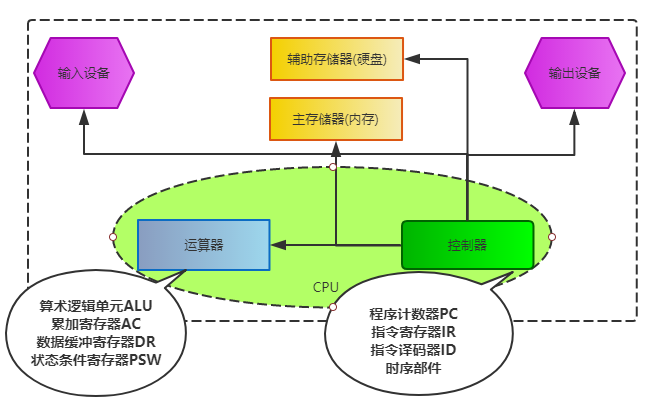 输入设备
辅助存储器(硬盘)
输出设备
主存储器(内存)
运算器
控制器
CPU
算术逻辑单元ALU
累加寄存器AC
数据缓冲寄存器DR
状态条件寄存器PSW
程序计数器PC
指令寄存器IR
指令译码器ID
时序部件